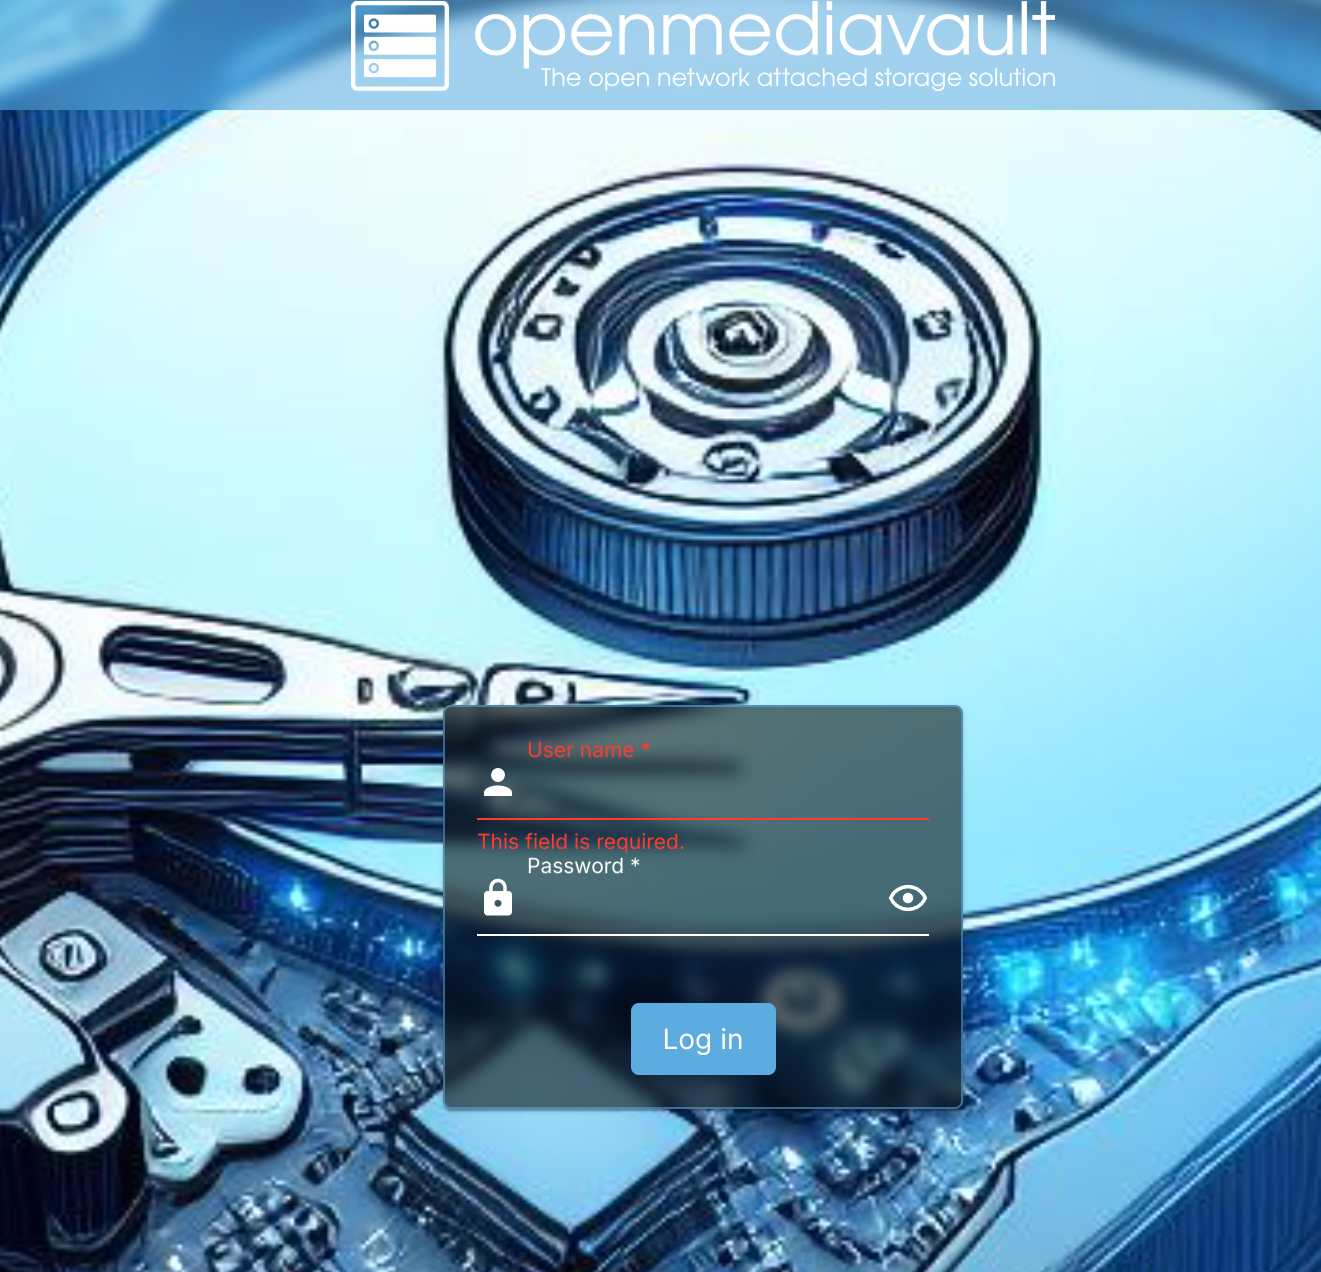 openmediavault
The open network attached storage solution
User name *
This field is required.
Password *
Log in